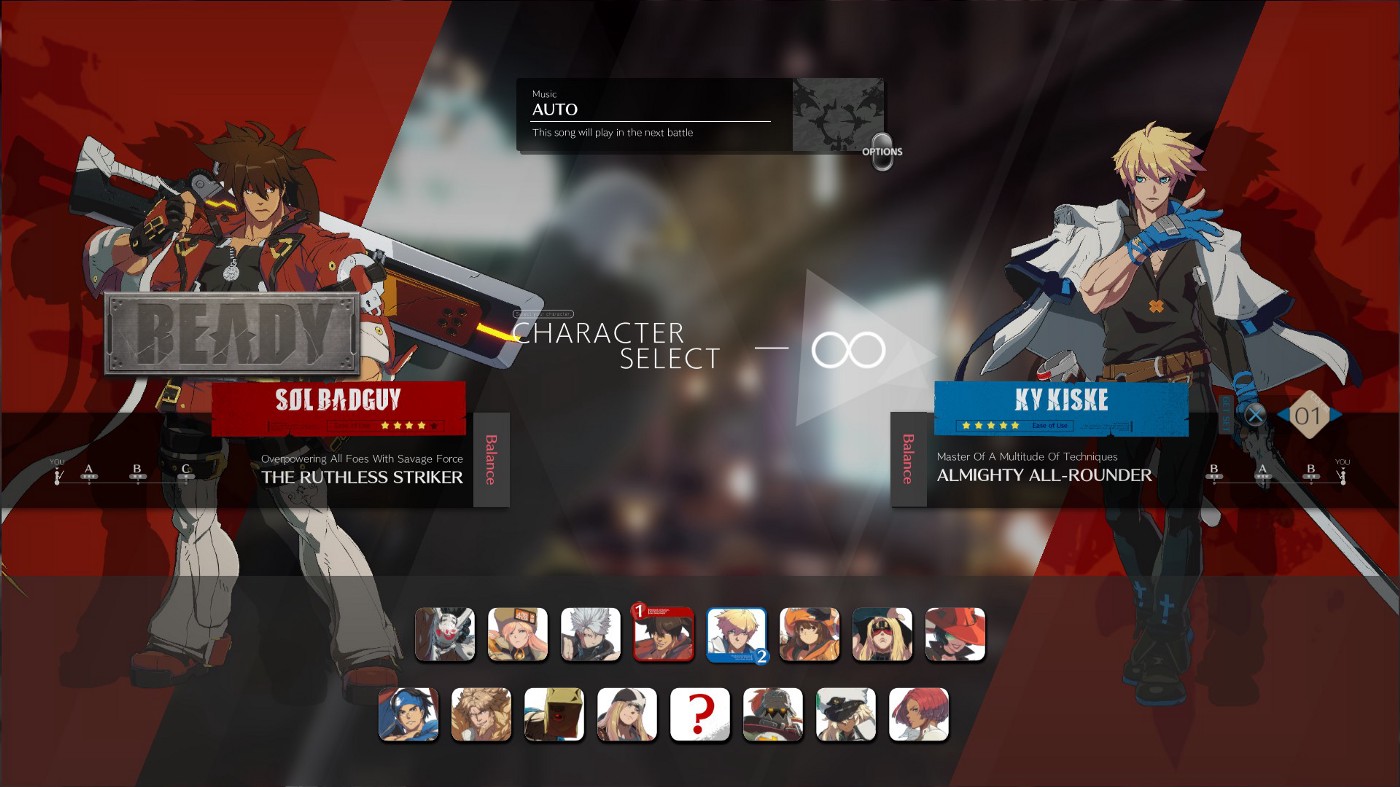 Music
AUTO
This song will play in the next battle
OPTIONS
READY
CHARACTER
SELECT
SOL BADGUY
Overpowering All Foes With Savage Force
THE RUTHLESS STRIKER
Balance
YOU
A
B
C
KY KISKE
Ease of Use
01
Balance
Master Of A Multitude Of Techniques
ALMIGHTY ALL-ROUNDER
B
A
B
YOU
1
2
?